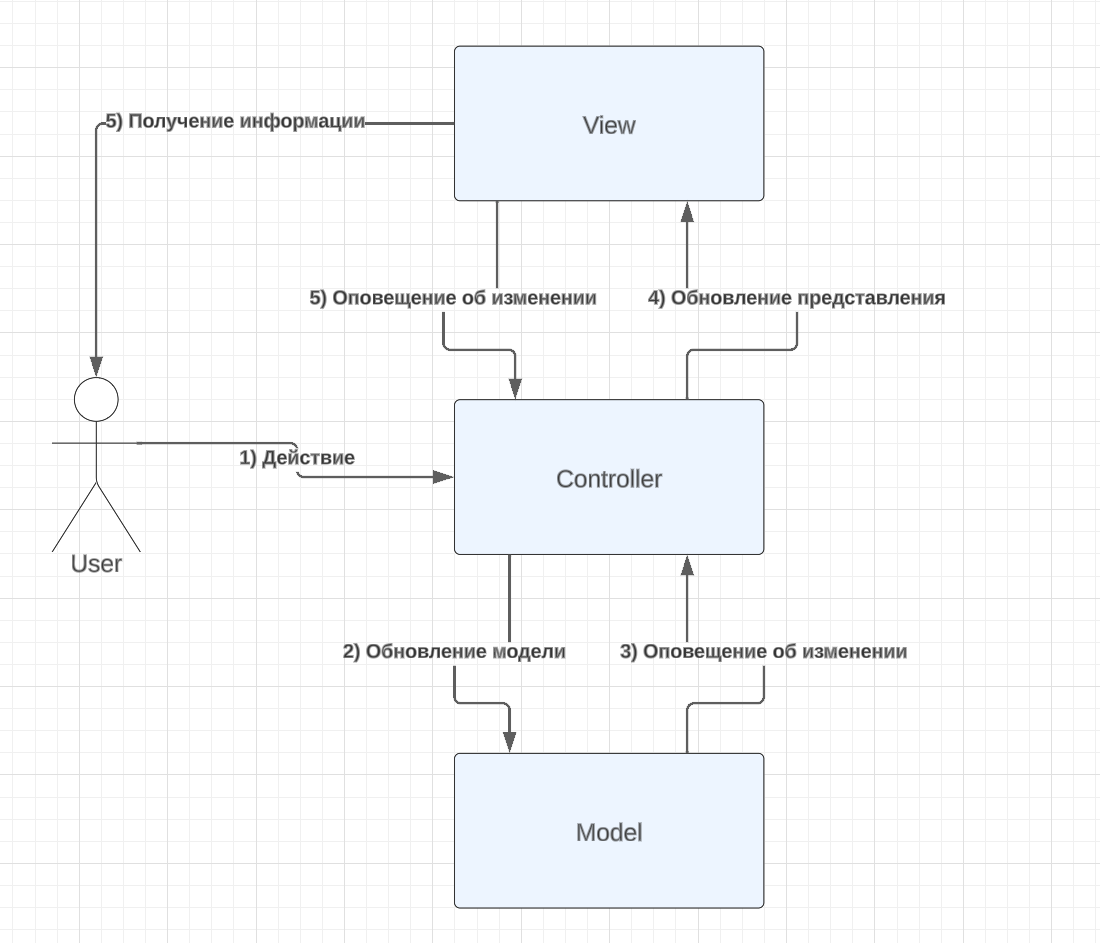 View
5) Получение информации
5) Оповещение об изменении
4) Обновление представления
1) Действие
Controller
User
2) Обновление модели
3) Оповещение об изменении
Model